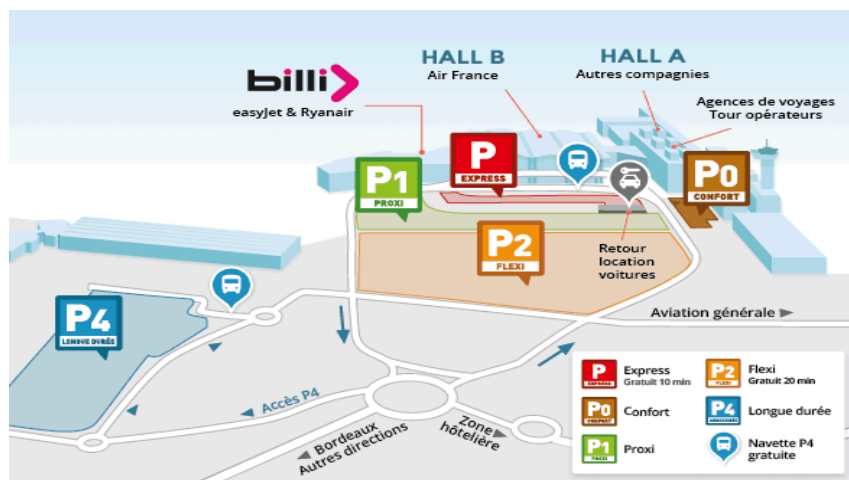 billi
easyJet & Ryanair
HALL B
Air France
HALL A
Autres compagnies
Agences de voyages
Tour opérateurs
P
EXPRESS
P1
PROXI
P0
CONFORT
P2
FLEXI
Retour
location
voitures
P4
LONGUE DURÉE
Aviation générale
Accès P4
Bordeaux
Autres directions
Zone
hôtelière
P
EXPRESS
Express
Gratuit 10 min
P2
FLEXI
Flexi
Gratuit 20 min
P0
CONFORT
Confort
P4
LONGUE DURÉE
Longue durée
P1
PROXI
Proxi
Navette P4
gratuite